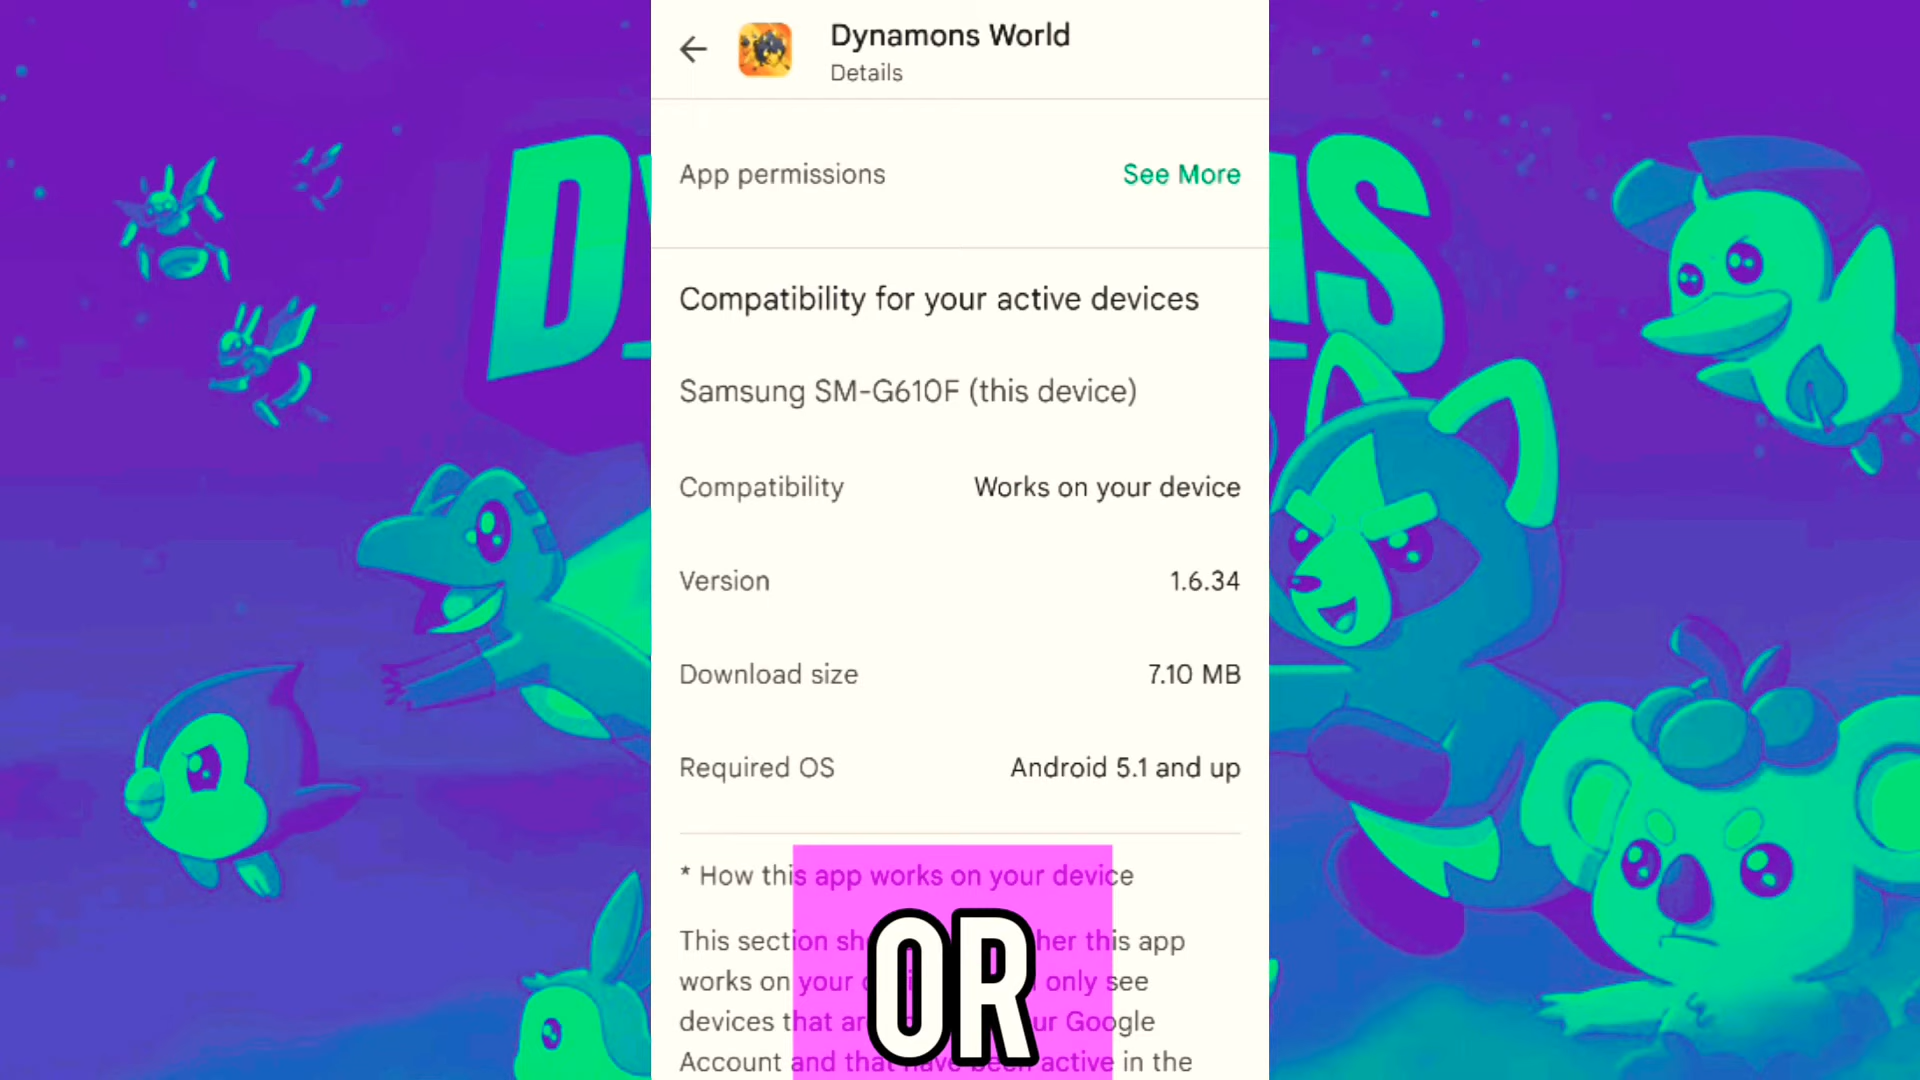 Dynamons World
Details
App permissions
See More
Compatibility for your active devices
Samsung SM-G610F (this device)
Compatibility
Works on your device
Version
1.6.34
Download size
7.10 MB
Required OS
Android 5.1 and up
* How this app works on your device
This section her this app
works on your only see
devices that ur Google
Account and that have been active in the
OR